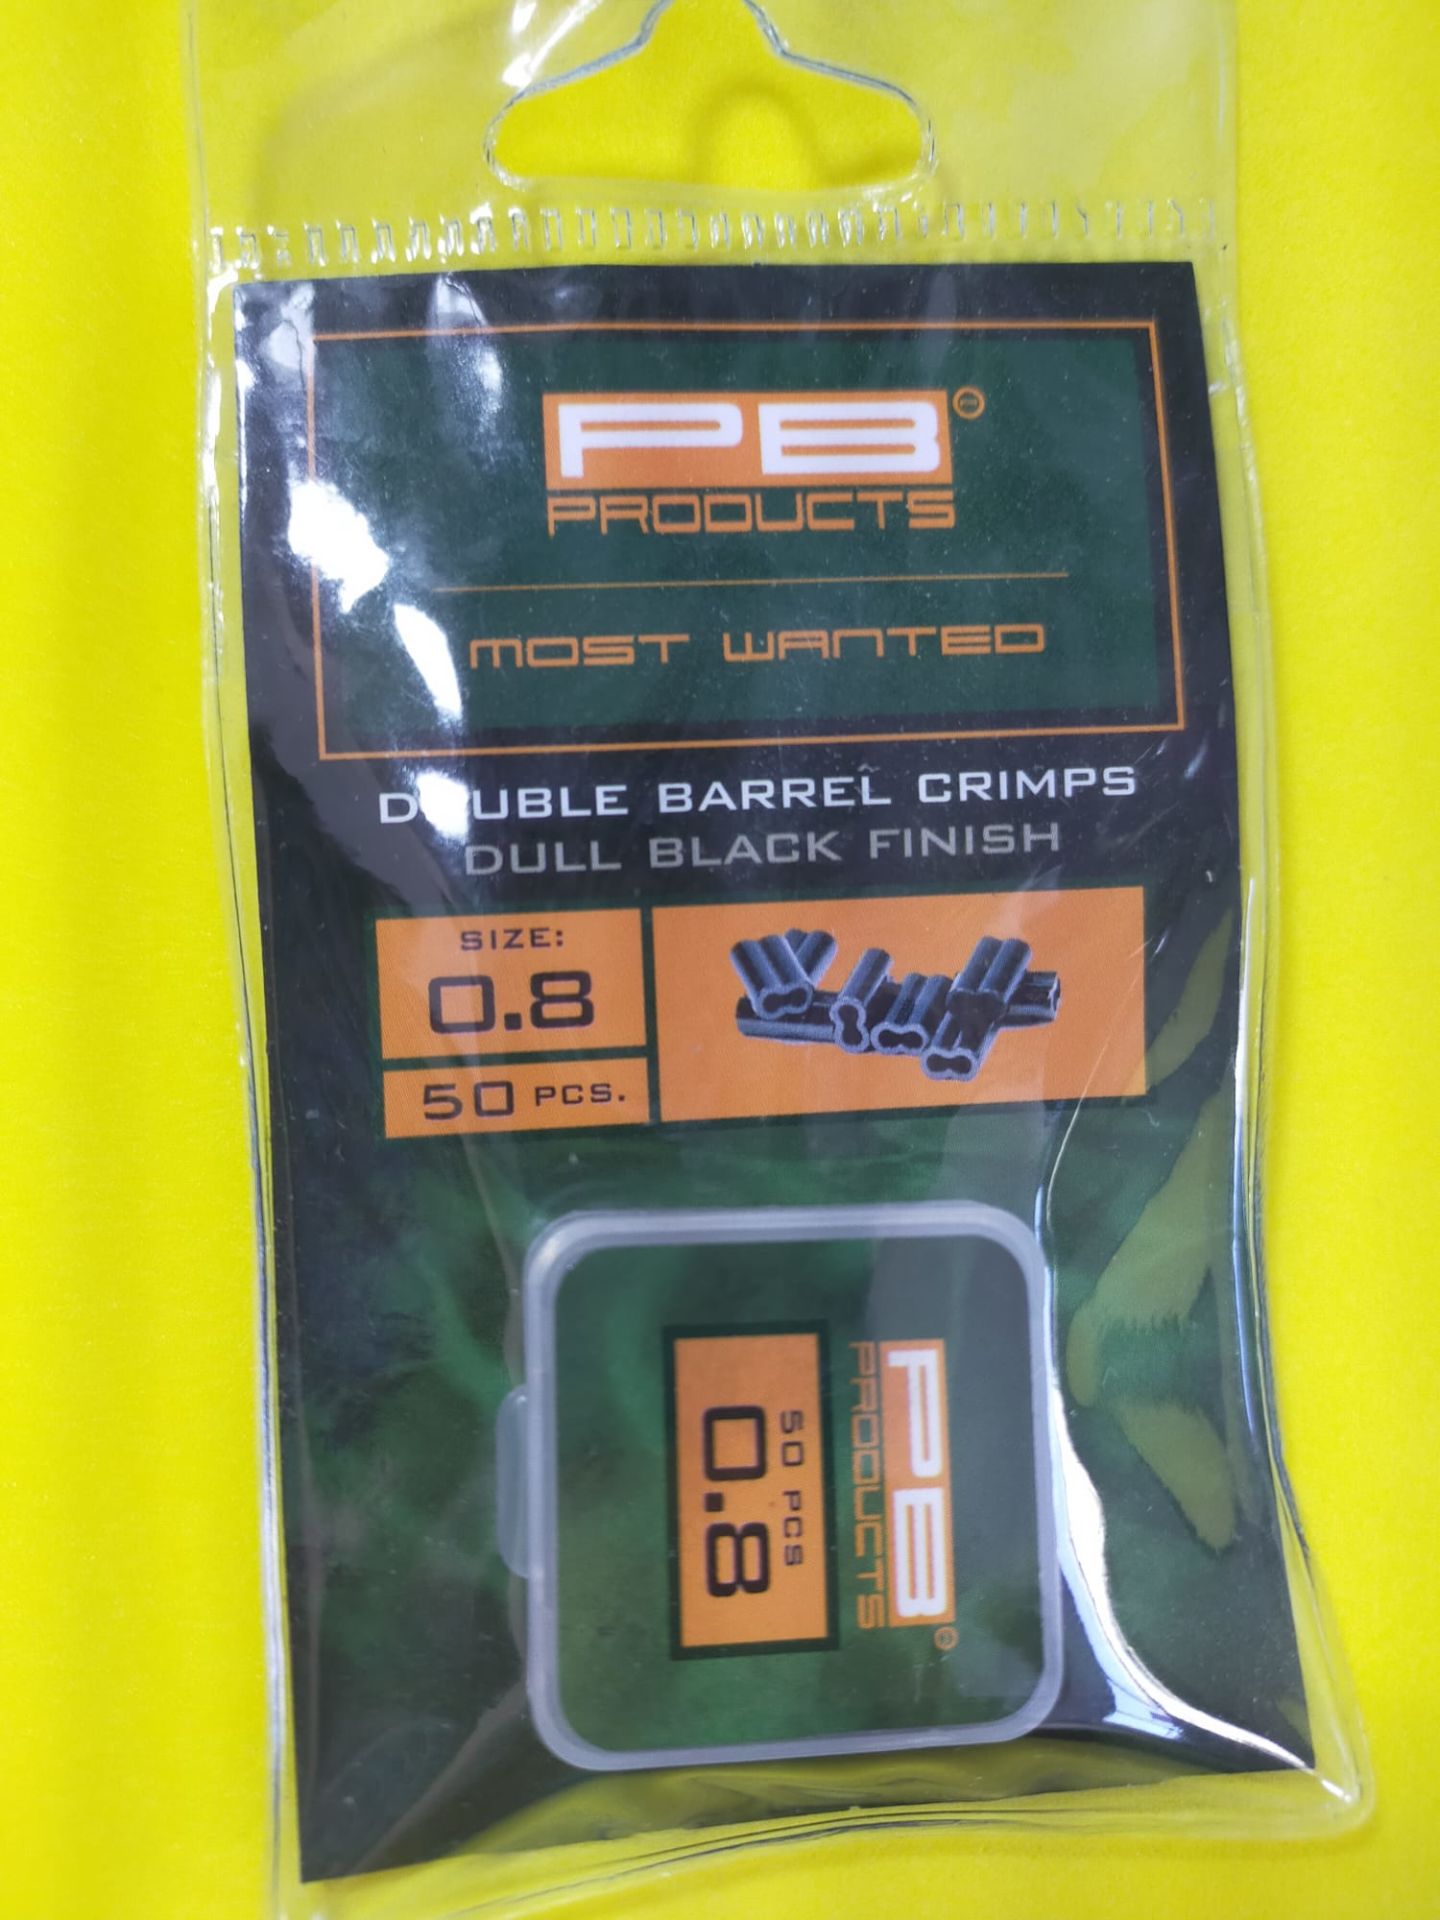 PB
PRODUCTS
MOST WANTED
DOUBLE BARREL CRIMPS
DULL BLACK FINISH
SIZE:
0.8
50 PCS.
PB
PRODUCTS
50 PCS
0.8